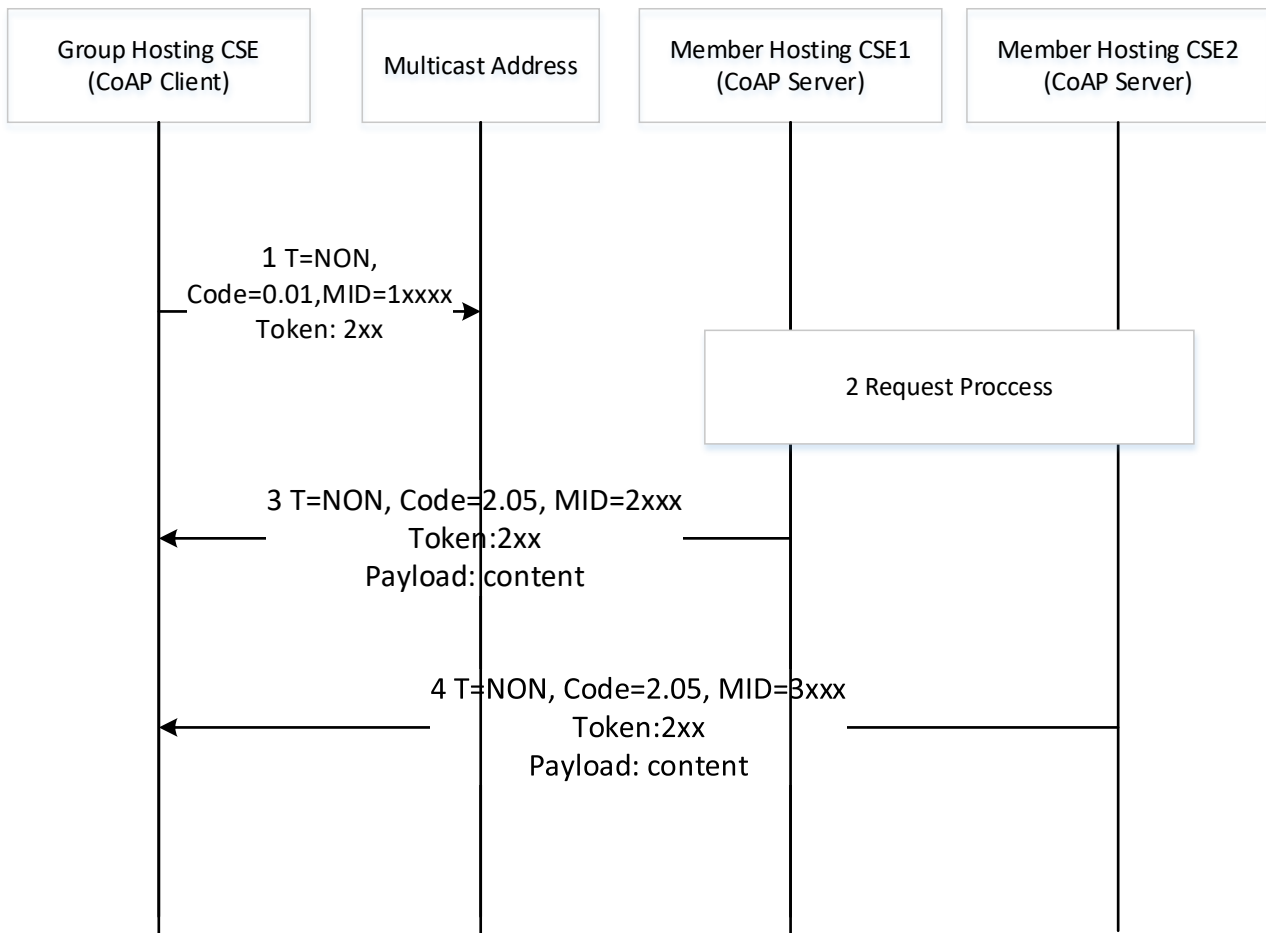 Group Hosting CSE
(CoAP Client)
Multicast Address
Member Hosting CSE1
(CoAP Server)
Member Hosting CSE2
(CoAP Server)
1 T=NON,
Code=0.01,MID=1xxxx
Token: 2xx
2 Request Proccess
3 T=NON, Code=2.05, MID=2xxx
Token:2xx
Payload: content
4 T=NON, Code=2.05, MID=3xxx
Token:2xx
Payload: content